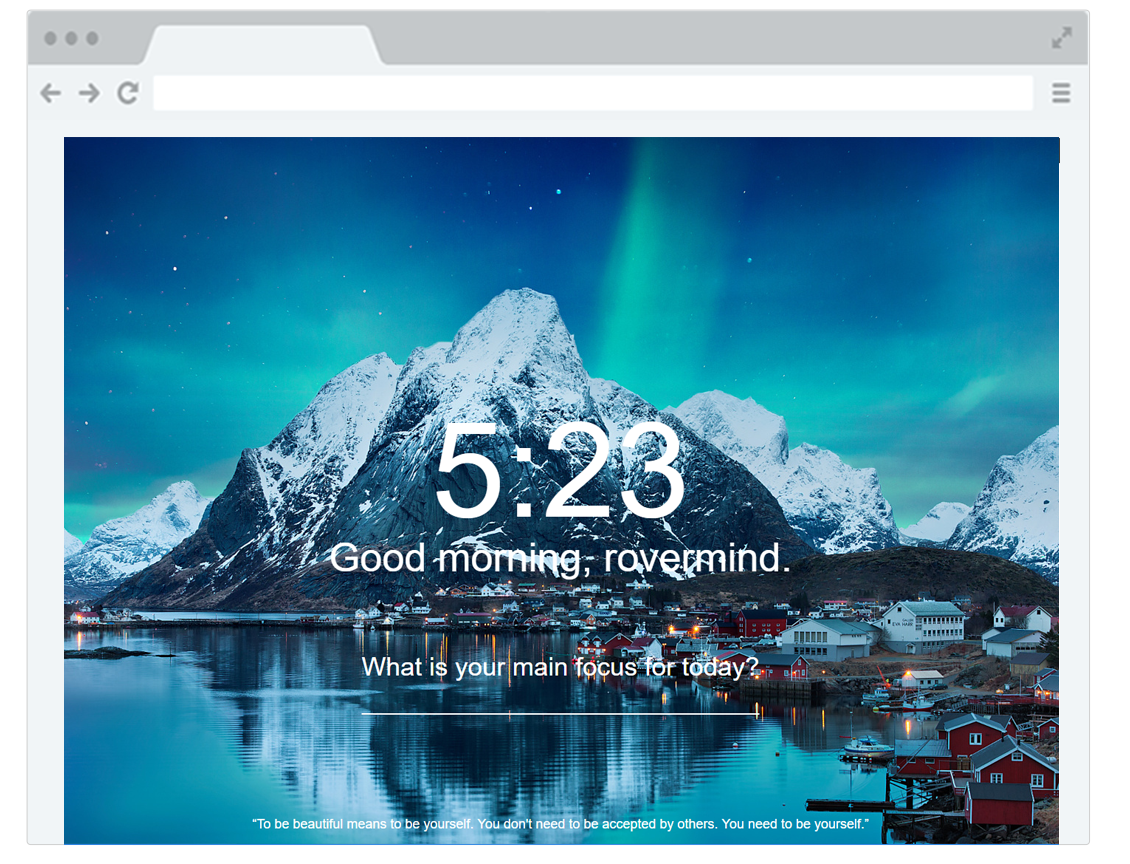 5:23
Good morning, rovermind.
What is your main focus for today?
"To be beautiful means to be yourself. You don't need to be accepted by others. You need to be yourself."